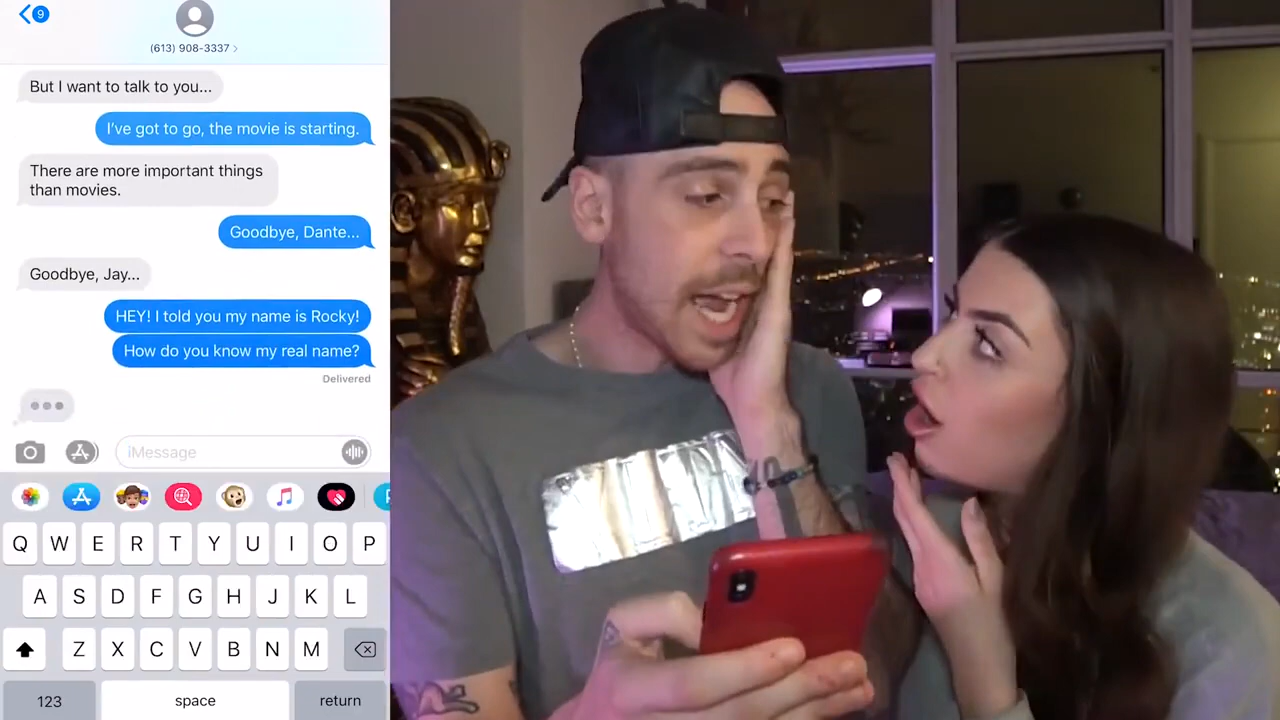 9
(613) 908-3337 >
But I want to talk to you...
I've got to go, the movie is starting.
There are more important things
than movies.
Goodbye, Dante...
Goodbye, Jay...
HEY! I told you my name is Rocky!
How do you know my real name?
Delivered
iMessage
Q W E R T Y U I O P
A S D F G H J K L
Z X C V B N M
123 space return